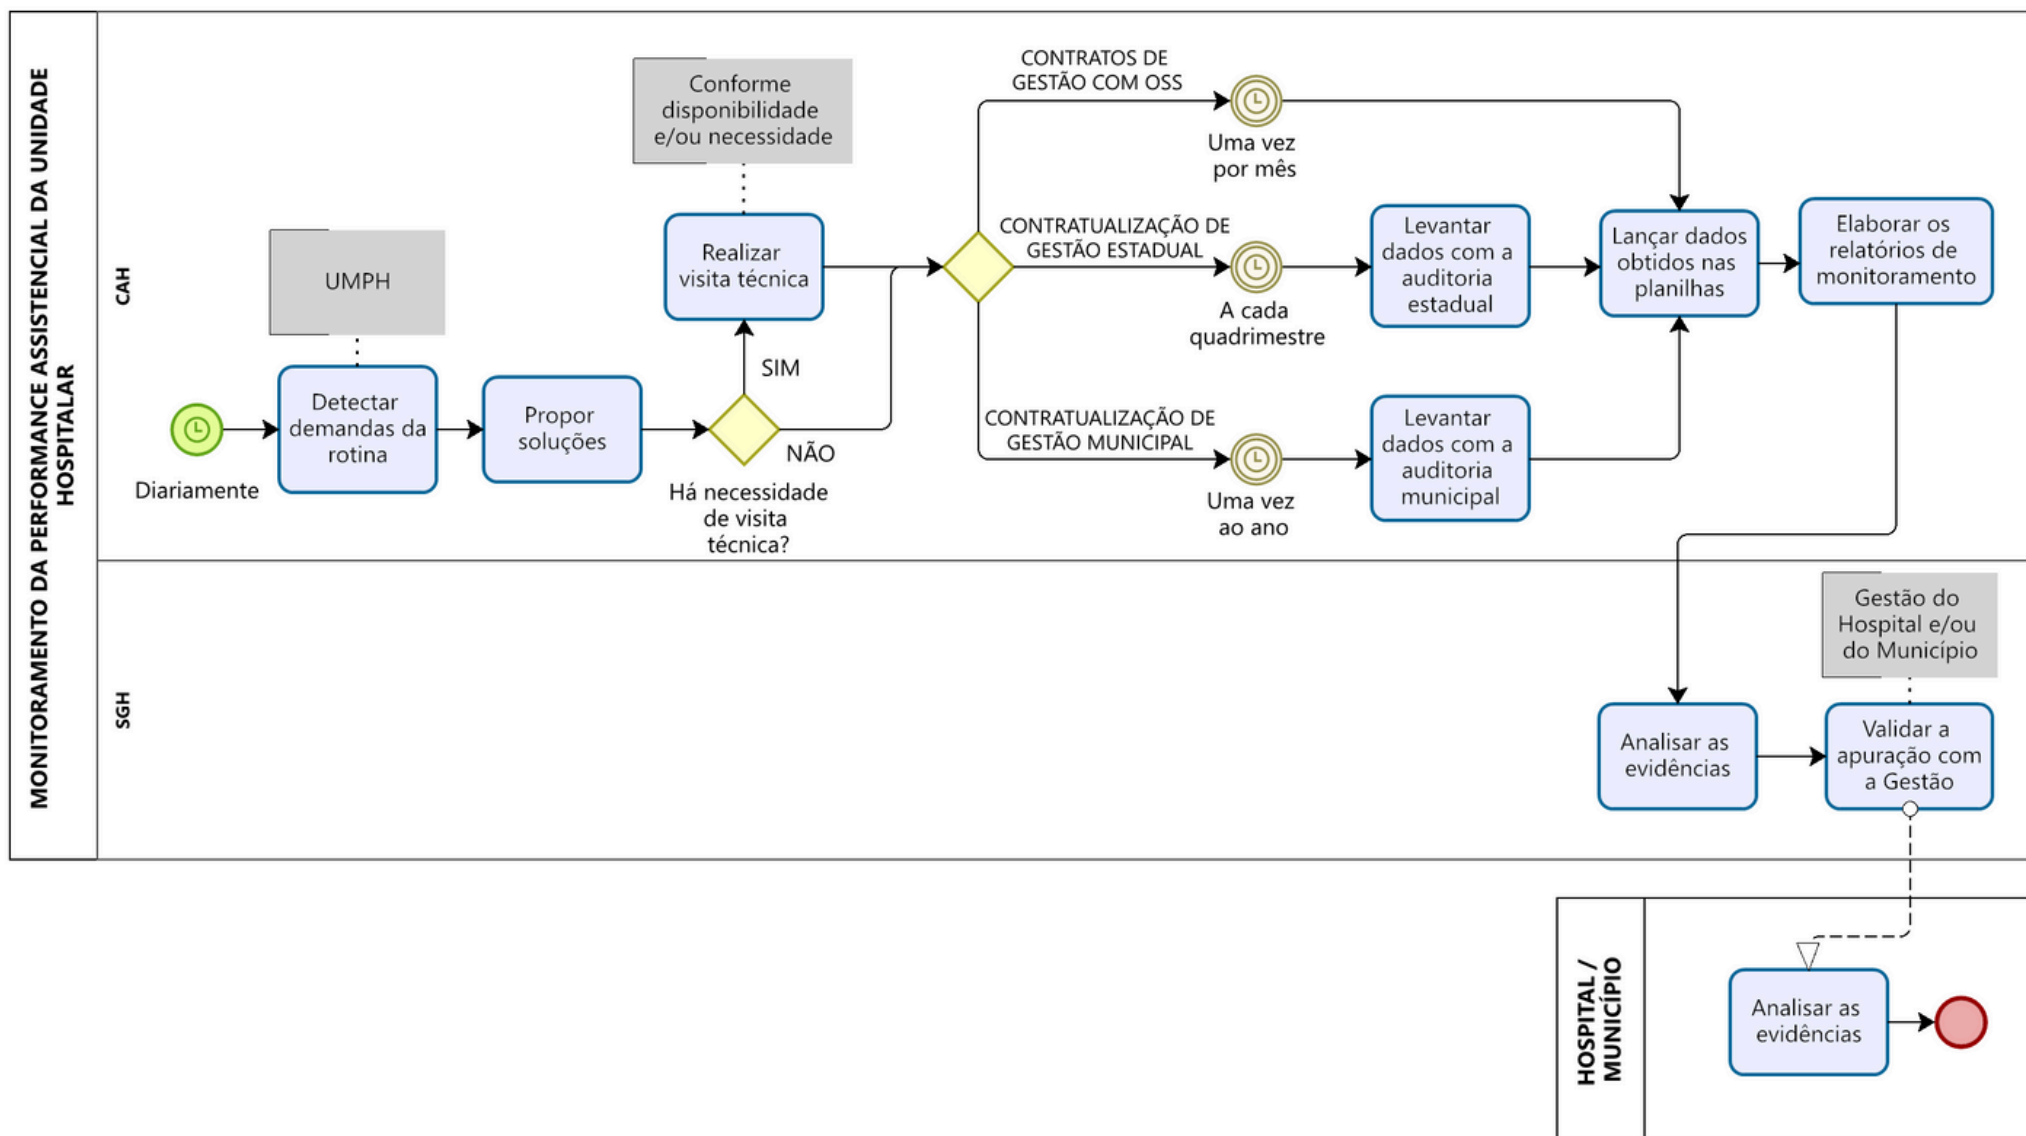 MONITORAMENTO DA PERFORMANCE ASSISTENCIAL DA UNIDADE
HOSPITALAR
CAH
Diariamente
UMPH
Detectar
demandas da
rotina
Propor
soluções
Conforme
disponibilidade
e/ou necessidade
Realizar
visita técnica
SIM
NÃO
Há necessidade
de visita
técnica?
CONTRATOS DE
GESTÃO COM OSS
Uma vez
por mês
CONTRATUALIZAÇÃO DE
GESTÃO ESTADUAL
A cada
quadrimestre
Levantar
dados com a
auditoria
estadual
CONTRATUALIZAÇÃO DE
GESTÃO MUNICIPAL
Uma vez
ao ano
Levantar
dados com a
auditoria
municipal
Lançar dados
obtidos nas
planilhas
Elaborar os
relatórios de
monitoramento
SGH
Analisar as
evidências
Gestão do
Hospital e/ou
do Município
Validar a
apuração com
a Gestão
HOSPITAL /
MUNICÍPIO
Analisar as
evidências